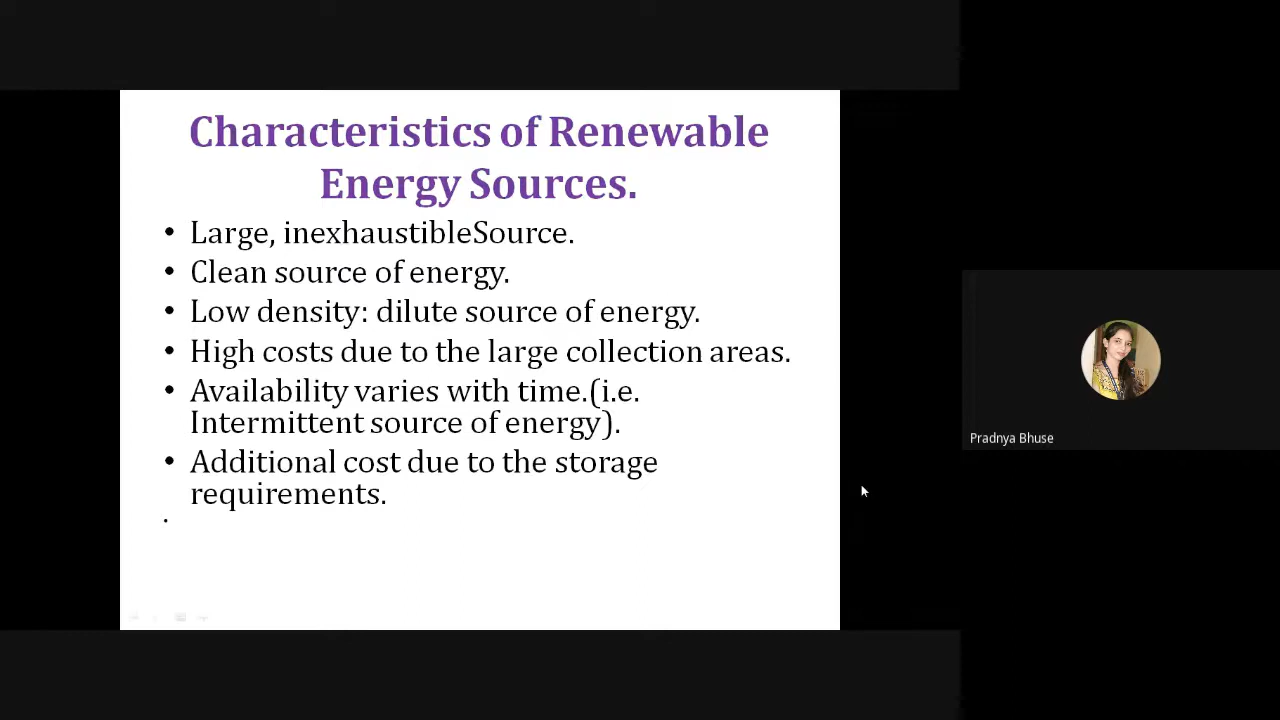 Characteristics of Renewable
Energy Sources.
• Large, inexhaustibleSource.
• Clean source of energy.
• Low density: dilute source of energy.
• High costs due to the large collection areas.
• Availability varies with time.(i.e.
Intermittent source of energy).
• Additional cost due to the storage
requirements.
•
Pradnya Bhuse